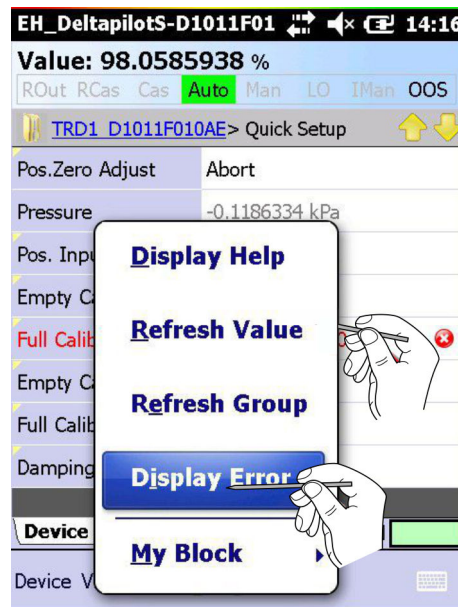 EH_DeltapilotS-D1011F01 14:16
Value: 98.0585938 %
ROut RCas Cas Auto Man LO IMan OOS
TRD1_D1011F010AE> Quick Setup
Pos.Zero Adjust Abort
Pressure -0.1186334 kPa
Pos. Inpu
Empty Ca
Full Calib
Empty Ca
Full Calib
Damping
Display Help
Refresh Value
Refresh Group
Display Error
My Block
Device
Device V